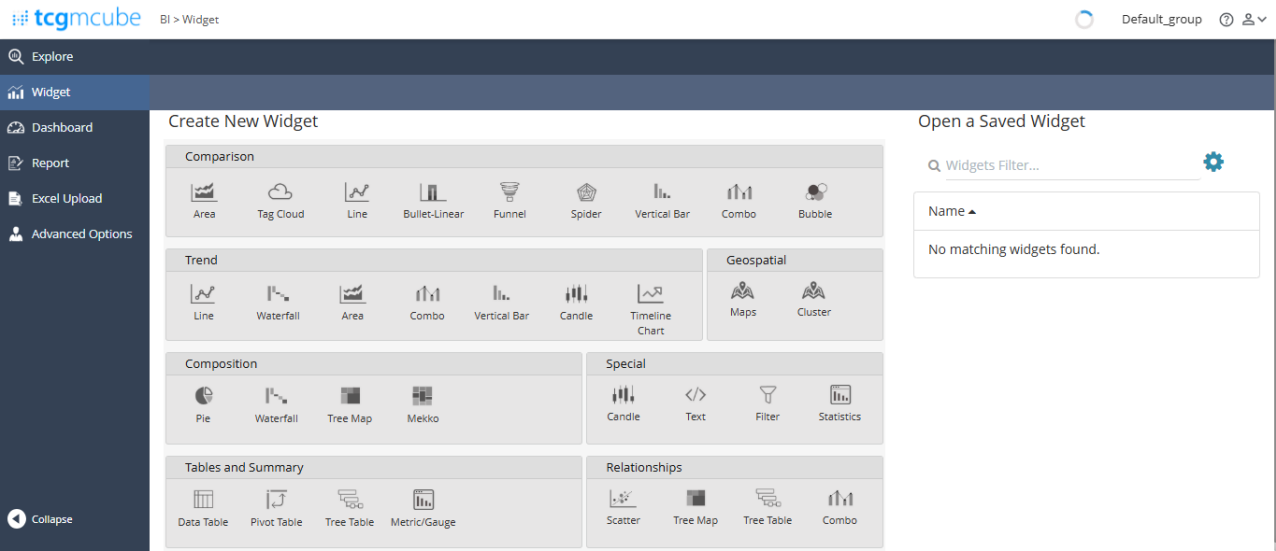 tcgmcube BI > Widget Default_group
Explore
Widget
Dashboard
Report
Excel Upload
Advanced Options
Collapse
Create New Widget
Comparison
Area Tag Cloud Line Bullet-Linear Funnel Spider Vertical Bar Combo Bubble
Trend
Line Waterfall Area Combo Vertical Bar Candle Timeline
Chart
Geospatial
Maps Cluster
Composition
Pie Waterfall Tree Map Mekko
Special
Candle Text Filter Statistics
Tables and Summary
Data Table Pivot Table Tree Table Metric/Gauge
Relationships
Scatter Tree Map Tree Table Combo
Open a Saved Widget
Widgets Filter...
Name
No matching widgets found.